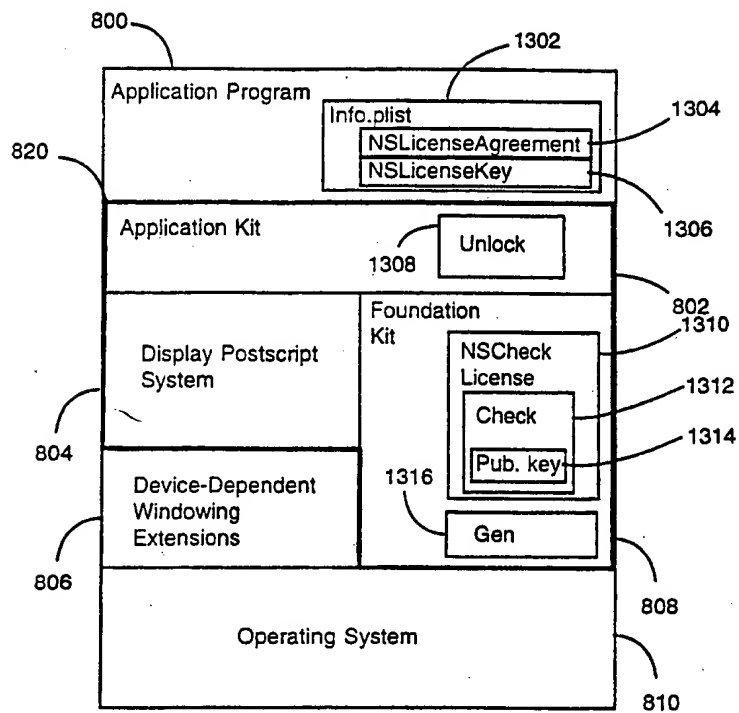 800
1302
Application Program
Info.plist
1304
NSLicenseAgreement
820
NSLicenseKey
Application Kit
1306
1308
Unlock
Foundation
Kit
802
1310
Display Postscript
System
NSCheck
License
1312
Check
1314
804
Pub. key
Device-Dependent
Windowing
Extensions
1316
Gen
806
808
Operating System
810